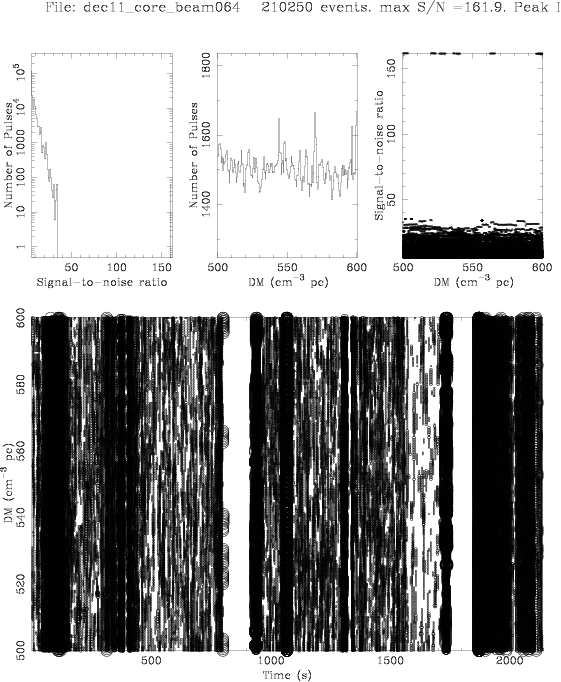 File: dec11_core_beam064 210250 events. max S/N =161.9. Peak
Number of Pulses
1 10 100 1000 10^4 10^5
50 100 150
Signal-to-noise ratio
Number of Pulses
1400 1600 1800
500 550 600
DM (cm^-3 pc)
Signal-to-noise ratio
50 100 150
500 550 600
DM (cm^-3 pc)
DM (cm^-3 pc)
500 520 540 560 580 600
500 1000 1500 2000
Time (s)